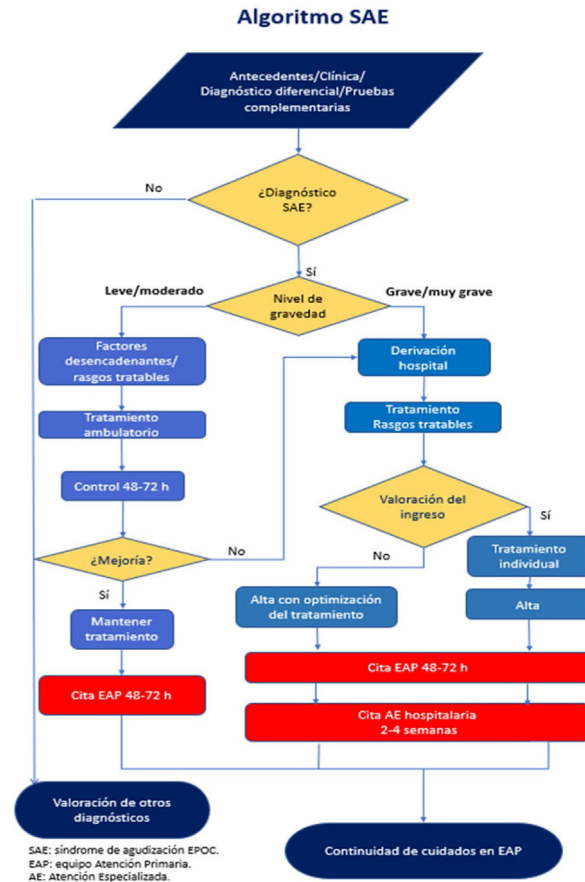 Algoritmo SAE
Antecedentes/Clínica/
Diagnóstico diferencial/Pruebas
complementarias
No
¿Diagnóstico
SAE?
Sí
Leve/moderado
Nivel de
gravedad
Grave/muy grave
Factores
desencadenantes/
rasgos tratables
Derivación
hospital
Tratamiento
ambulatorio
Tratamiento
Rasgos tratables
Control 48-72 h
Valoración del
ingreso
Sí
¿Mejoría?
No
No
Tratamiento
individual
Sí
Mantener
tratamiento
Alta con optimización
del tratamiento
Alta
Cita EAP 48-72 h
Cita EAP 48-72 h
Cita AE hospitalaria
2-4 semanas
Valoración de otros
diagnósticos
Continuidad de cuidados en EAP
SAE: síndrome de agudización EPOC.
EAP: equipo Atención Primaria.
AE: Atención Especializada.